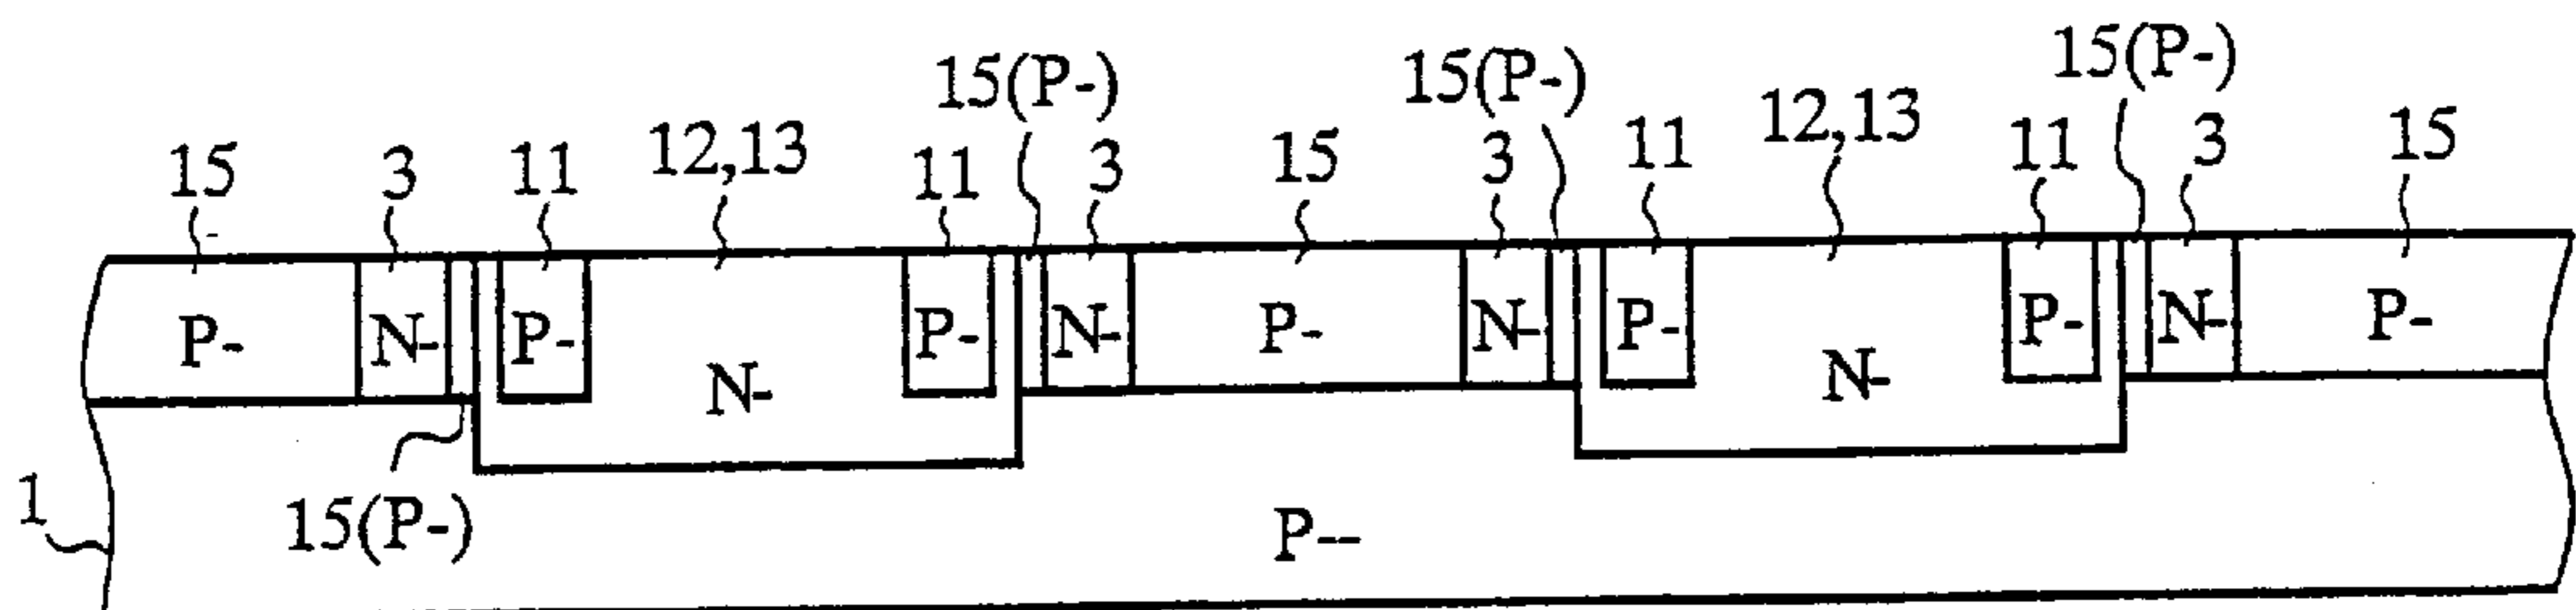 15(P-) 15(P-) 15(P-)
15 3 11 12,13 11 3 15 3 11 12,13 11 3 15
P- N- P- N- P- N- P- N- P- N- P- N- P-
1 15(P-) P--